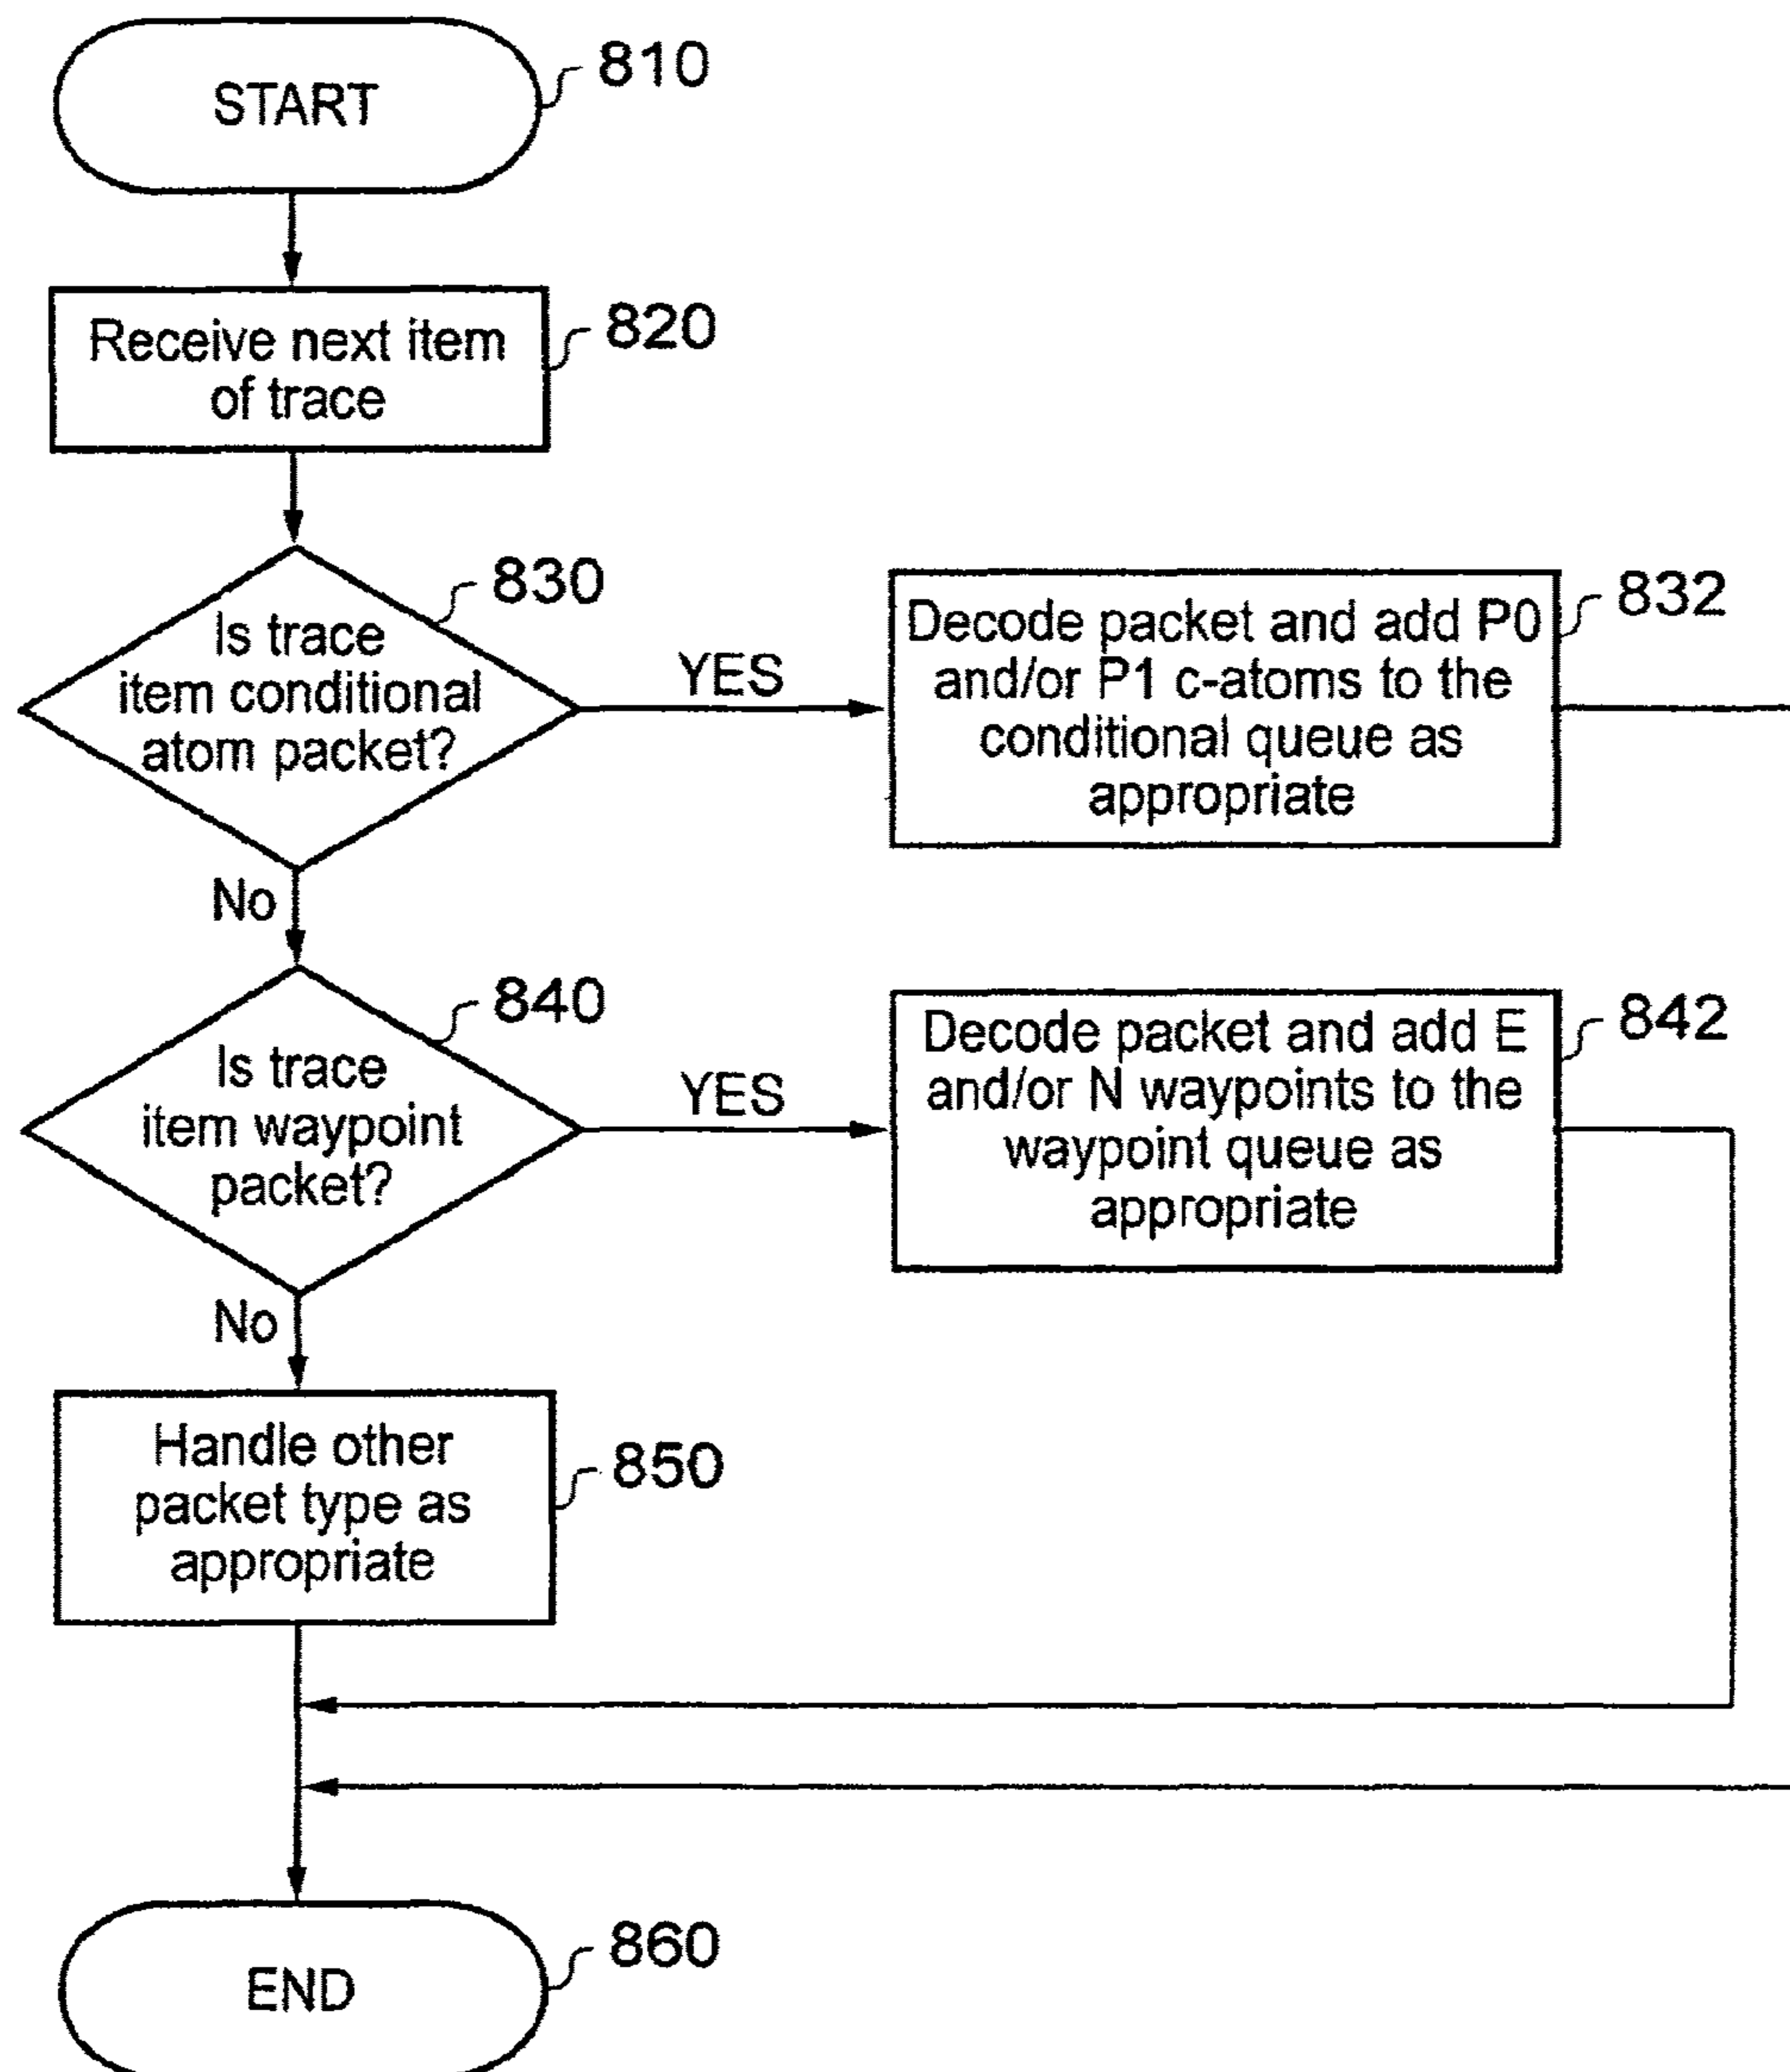 START
810
Receive next item
of trace
820
830
Is trace
item conditional
atom packet?
YES
Decode packet and add P0
and/or P1 c-atoms to the
conditional queue as
appropriate
832
No
840
Is trace
item waypoint
packet?
YES
Decode packet and add E
and/or N waypoints to the
waypoint queue as
appropriate
842
No
Handle other
packet type as
appropriate
850
END
860